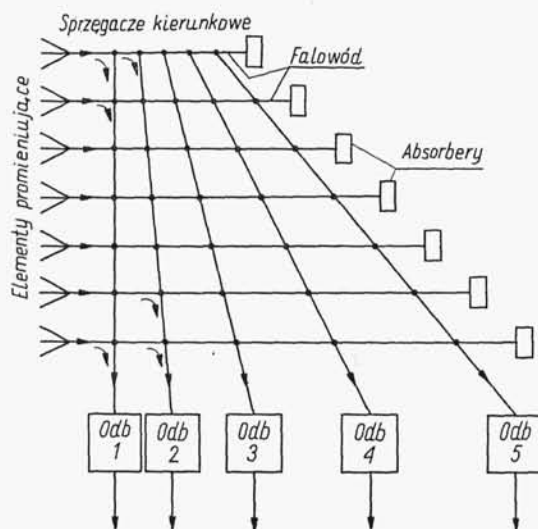 Sprzęgacze kierunkowe
Falowód
Absorbery
Elementy promieniujące
Odb
1
Odb
2
Odb
3
Odb
4
Odb
5